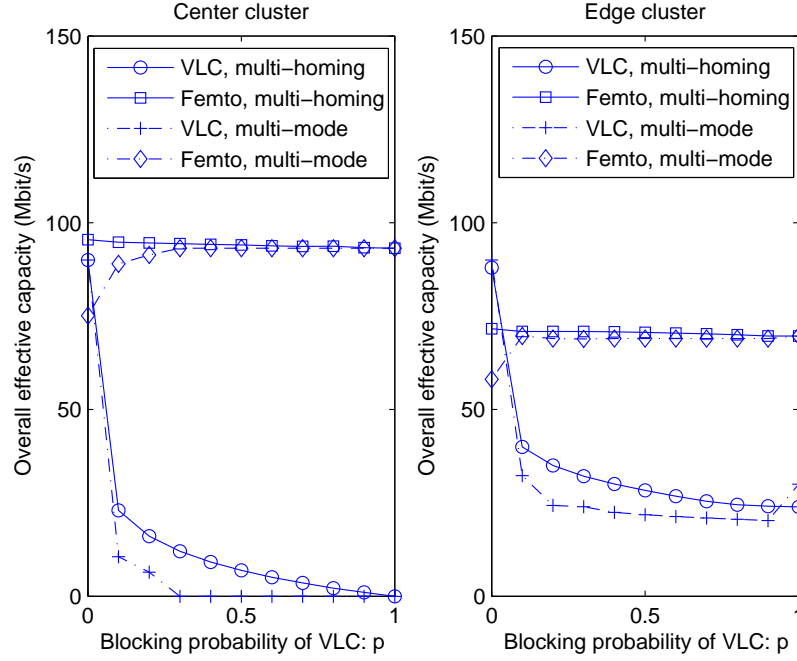 Center cluster
150
100
50
0
0
0.5
1
Overall effective capacity (Mbit/s)
Blocking probability of VLC: p
VLC, multi−homing
Femto, multi−homing
VLC, multi−mode
Femto, multi−mode
Edge cluster
150
100
50
0
0
0.5
1
Overall effective capacity (Mbit/s)
Blocking probability of VLC: p
VLC, multi−homing
Femto, multi−homing
VLC, multi−mode
Femto, multi−mode